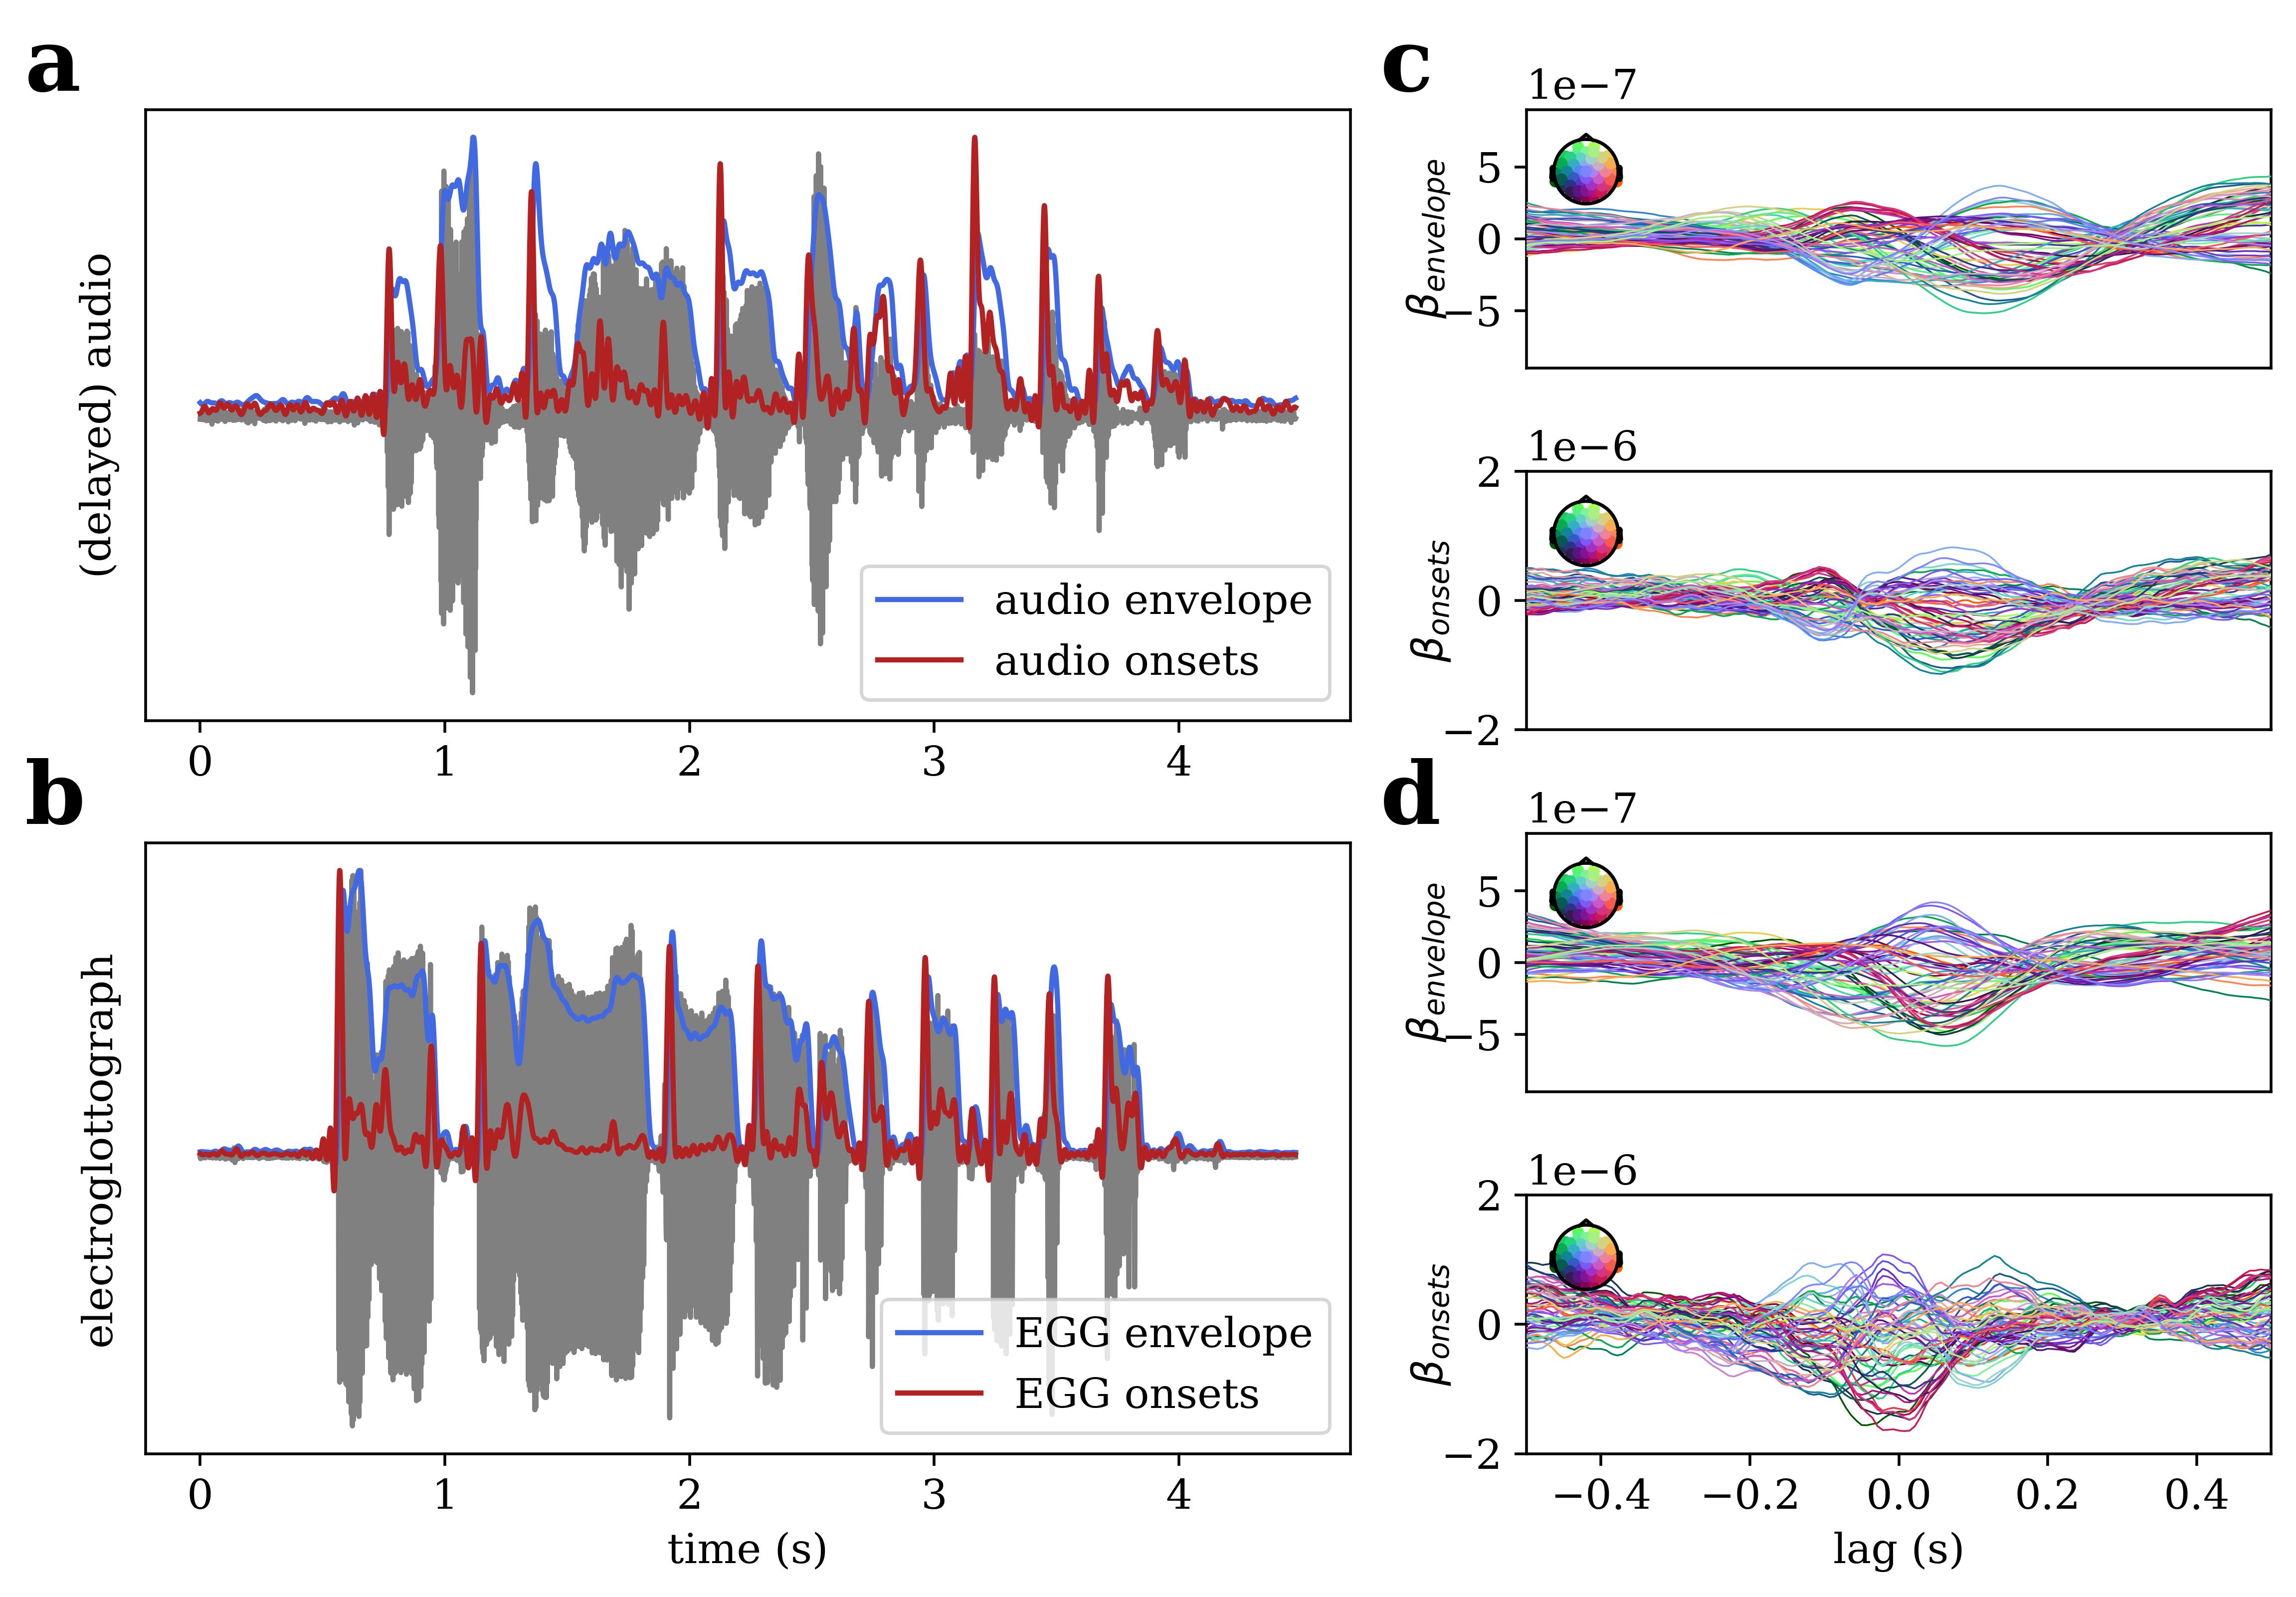 a
(delayed) audio
audio envelope
audio onsets
0 1 2 3 4
b
electroglottograph
EGG envelope
EGG onsets
0 1 2 3 4
time (s)
c
1e−7
βenvelope
5
0
−5
1e−6
βonsets
2
0
−2
d
1e−7
βenvelope
5
0
−5
1e−6
βonsets
2
0
−2
−0.4 −0.2 0.0 0.2 0.4
lag (s)